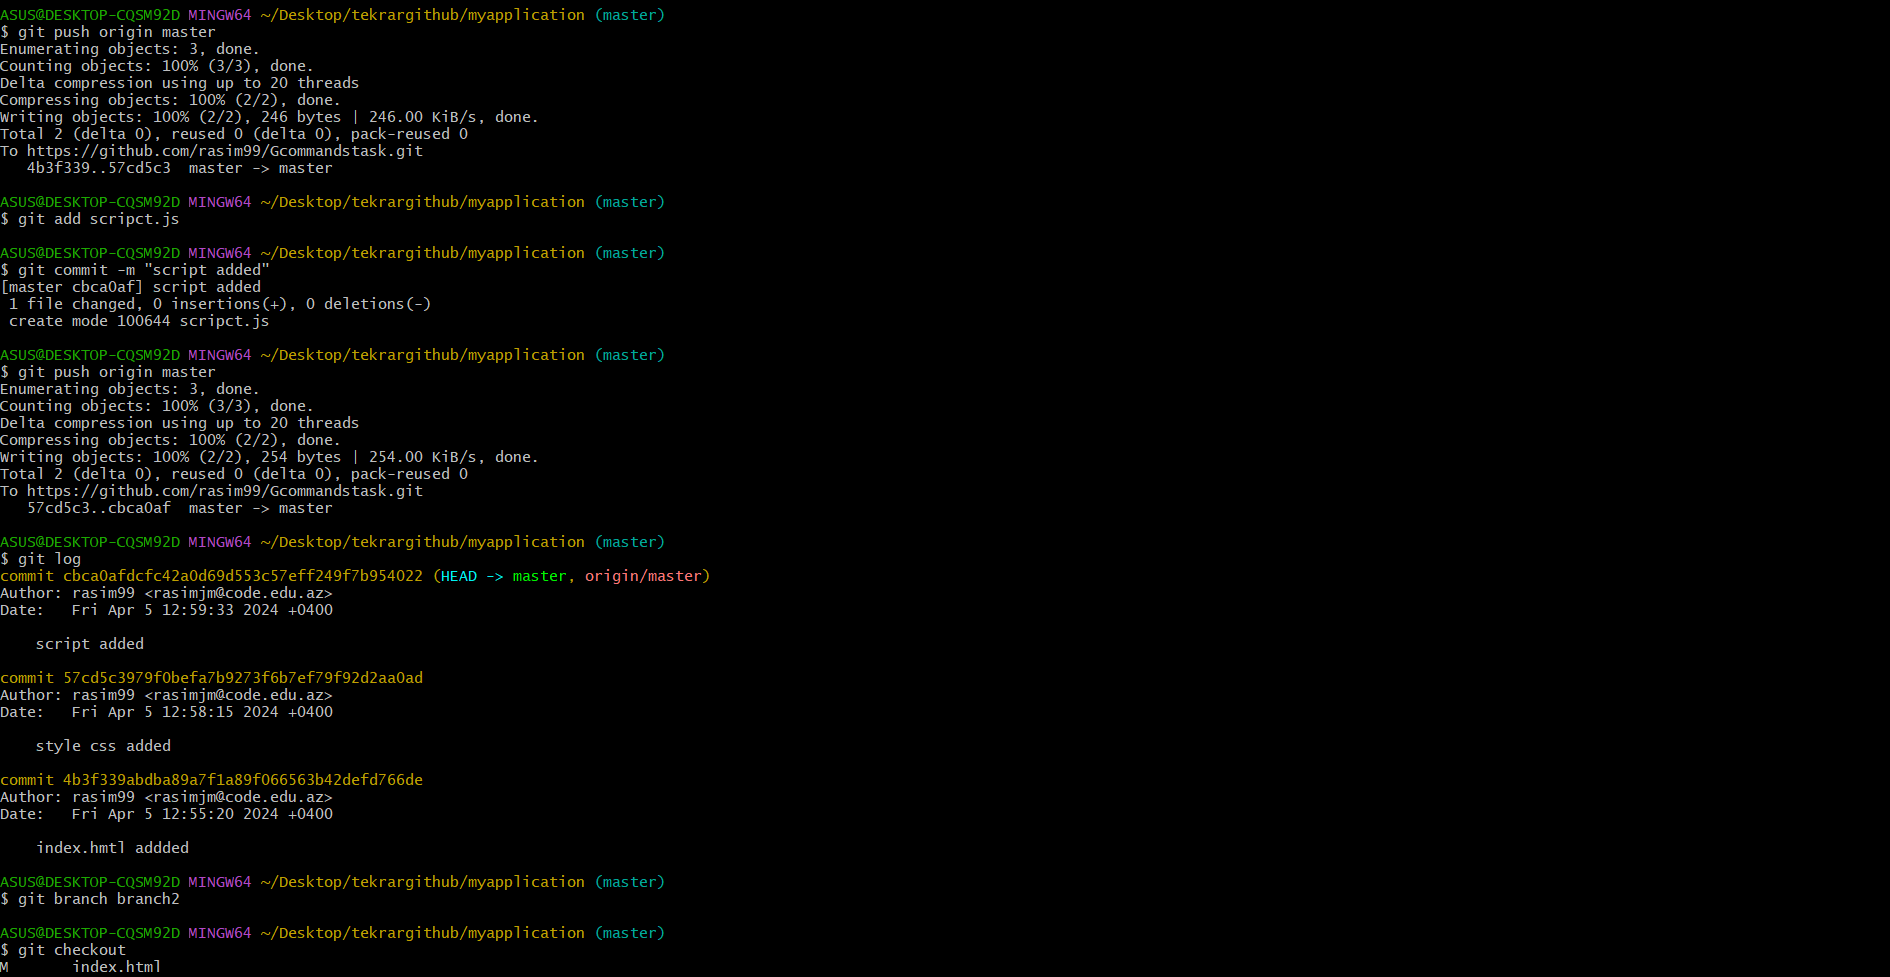 ASUS@DESKTOP-CQSM92D MINGW64 ~/Desktop/tekrargithub/myapplication (master)
$ git push origin master
Enumerating objects: 3, done.
Counting objects: 100% (3/3), done.
Delta compression using up to 20 threads
Compressing objects: 100% (2/2), done.
Writing objects: 100% (2/2), 246 bytes | 246.00 KiB/s, done.
Total 2 (delta 0), reused 0 (delta 0), pack-reused 0
To https://github.com/rasim99/Gcommandstask.git
   4b3f339..57cd5c3  master -> master

ASUS@DESKTOP-CQSM92D MINGW64 ~/Desktop/tekrargithub/myapplication (master)
$ git add scripct.js

ASUS@DESKTOP-CQSM92D MINGW64 ~/Desktop/tekrargithub/myapplication (master)
$ git commit -m "script added"
[master cbca0af] script added
 1 file changed, 0 insertions(+), 0 deletions(-)
 create mode 100644 scripct.js

ASUS@DESKTOP-CQSM92D MINGW64 ~/Desktop/tekrargithub/myapplication (master)
$ git push origin master
Enumerating objects: 3, done.
Counting objects: 100% (3/3), done.
Delta compression using up to 20 threads
Compressing objects: 100% (2/2), done.
Writing objects: 100% (2/2), 254 bytes | 254.00 KiB/s, done.
Total 2 (delta 0), reused 0 (delta 0), pack-reused 0
To https://github.com/rasim99/Gcommandstask.git
   57cd5c3..cbca0af  master -> master

ASUS@DESKTOP-CQSM92D MINGW64 ~/Desktop/tekrargithub/myapplication (master)
$ git log
commit cbca0afdcfc42a0d69d553c57eff249f7b954022 (HEAD -> master, origin/master)
Author: rasim99 <rasimjm@code.edu.az>
Date:   Fri Apr 5 12:59:33 2024 +0400

    script added

commit 57cd5c3979f0befa7b9273f6b7ef79f92d2aa0ad
Author: rasim99 <rasimjm@code.edu.az>
Date:   Fri Apr 5 12:58:15 2024 +0400

    style css added

commit 4b3f339abdba89a7f1a89f066563b42defd766de
Author: rasim99 <rasimjm@code.edu.az>
Date:   Fri Apr 5 12:55:20 2024 +0400

    index.hmtl addded

ASUS@DESKTOP-CQSM92D MINGW64 ~/Desktop/tekrargithub/myapplication (master)
$ git branch branch2

ASUS@DESKTOP-CQSM92D MINGW64 ~/Desktop/tekrargithub/myapplication (master)
$ git checkout
M       index.html